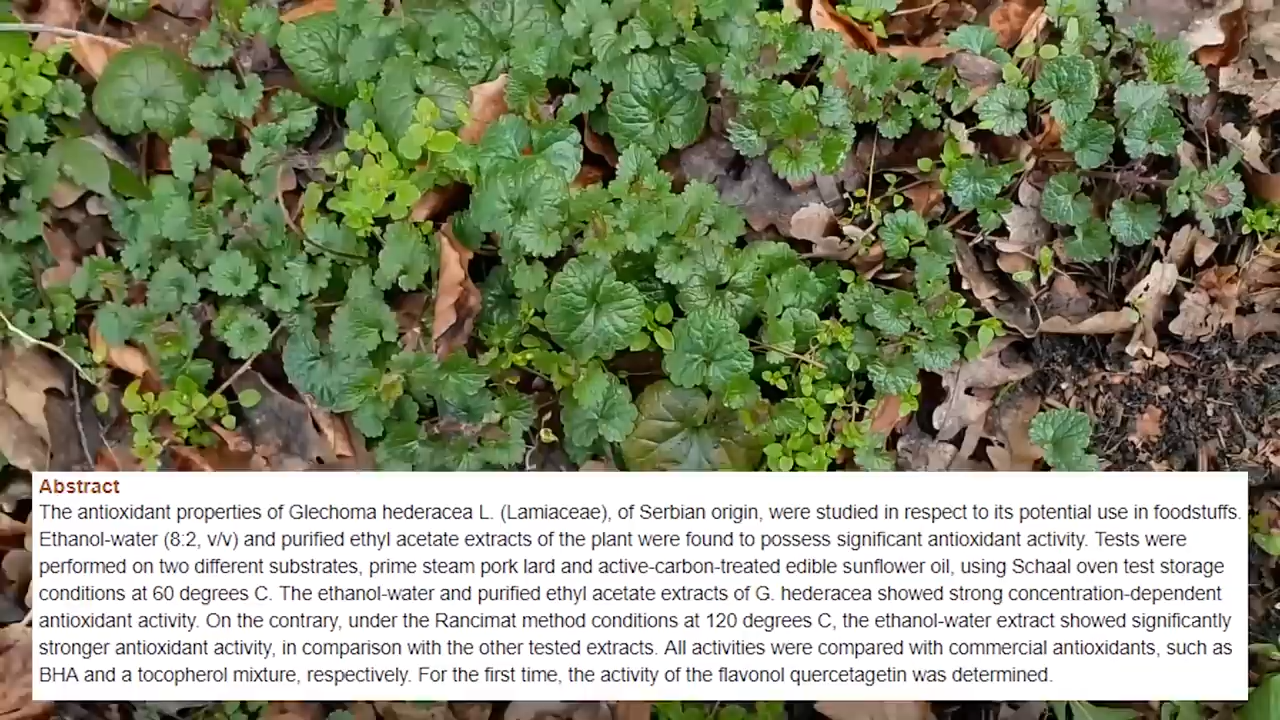 Abstract
The antioxidant properties of Glechoma hederacea L. (Lamiaceae), of Serbian origin, were studied in respect to its potential use in foodstuffs.
Ethanol-water (8:2, v/v) and purified ethyl acetate extracts of the plant were found to possess significant antioxidant activity. Tests were
performed on two different substrates, prime steam pork lard and active-carbon-treated edible sunflower oil, using Schaal oven test storage
conditions at 60 degrees C. The ethanol-water and purified ethyl acetate extracts of G. hederacea showed strong concentration-dependent
antioxidant activity. On the contrary, under the Rancimat method conditions at 120 degrees C, the ethanol-water extract showed significantly
stronger antioxidant activity, in comparison with the other tested extracts. All activities were compared with commercial antioxidants, such as
BHA and a tocopherol mixture, respectively. For the first time, the activity of the flavonol quercetagetin was determined.